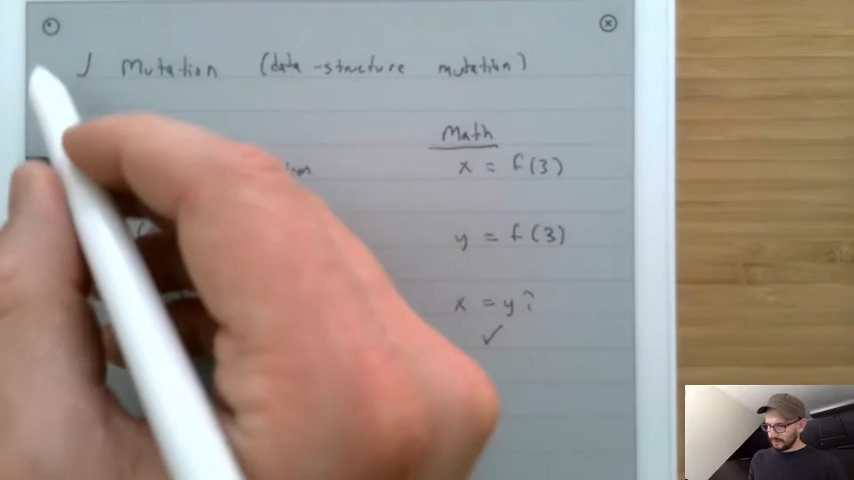 Mutation (data-structure mutation)
Math
x = f(3)
y = f(3)
x = y?
✓